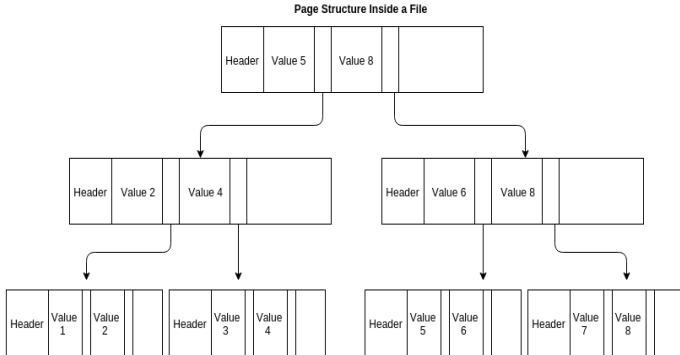 Page Structure Inside a File
Header Value 5 Value 8
Header Value 2 Value 4 Header Value 6 Value 8
Header Value 1 Value 2 Header Value 3 Value 4 Header Value 5 Value 6 Header Value 7 Value 8